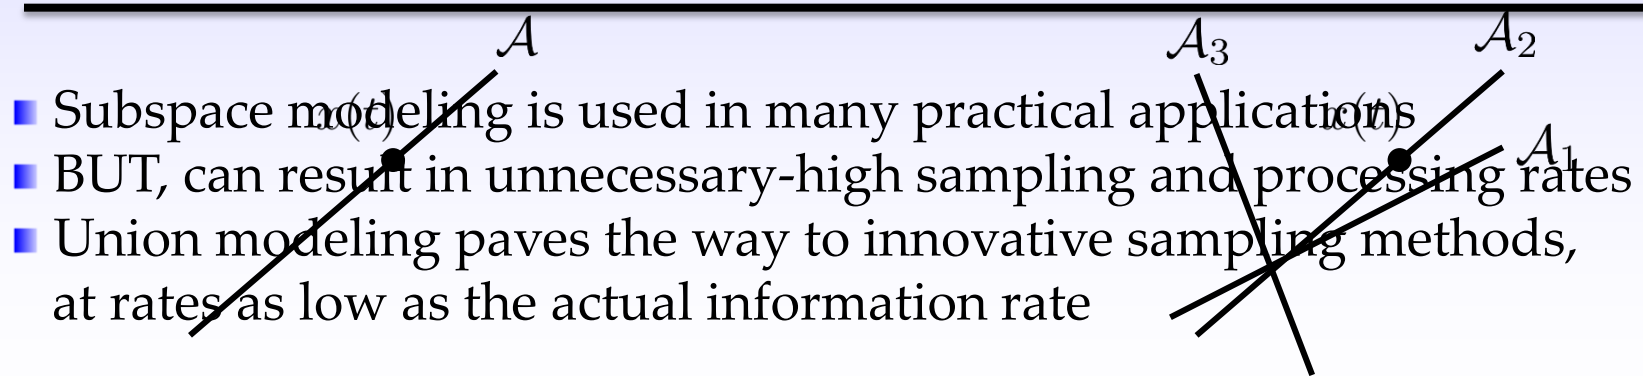 𝒜
𝒜₃
𝒜₂
x(t)
x(t)
Subspace modeling is used in many practical applications
𝒜₁
BUT, can result in unnecessary-high sampling and processing rates
Union modeling paves the way to innovative sampling methods,
at rates as low as the actual information rate